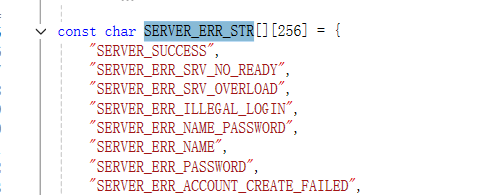 const char SERVER_ERR_STR[][256] = {
"SERVER_SUCCESS",
"SERVER_ERR_SRV_NO_READY",
"SERVER_ERR_SRV_OVERLOAD",
"SERVER_ERR_ILLEGAL_LOGIN",
"SERVER_ERR_NAME_PASSWORD",
"SERVER_ERR_NAME",
"SERVER_ERR_PASSWORD",
"SERVER_ERR_ACCOUNT_CREATE_FAILED",